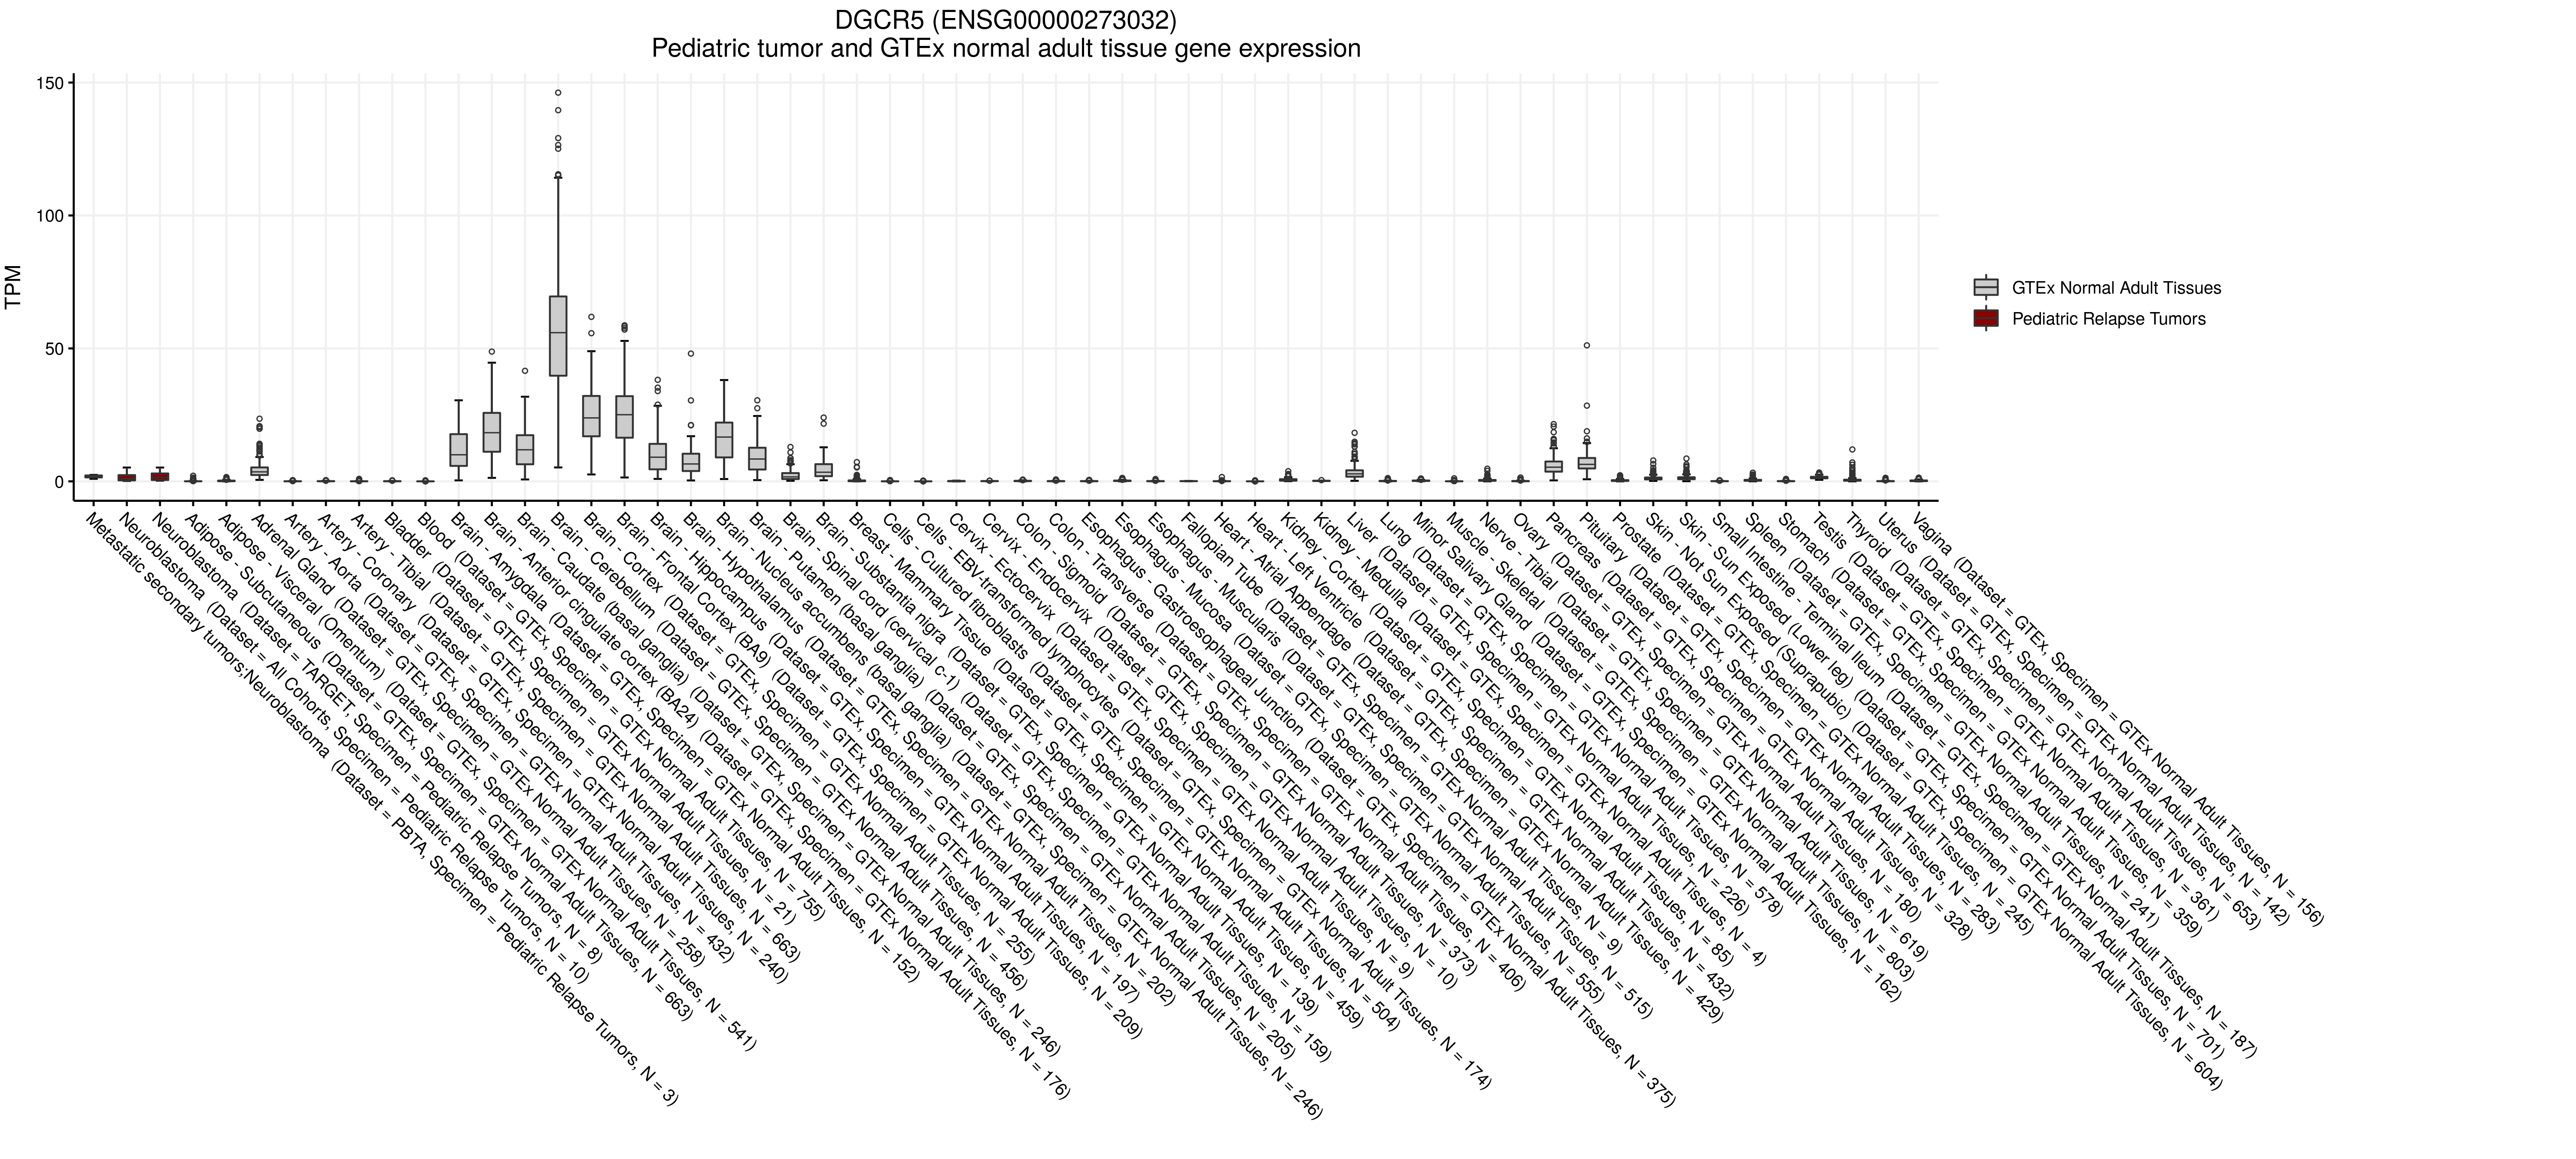 DGCR5 (ENSG00000273032)
Pediatric tumor and GTEx normal adult tissue gene expression
TPM
150
100
50
0
GTEx Normal Adult Tissues
Pediatric Relapse Tumors
Metastatic secondary tumors;Neuroblastoma (Dataset = PBTA, Specimen = Pediatric Relapse Tumors, N = 3)
Neuroblastoma (Dataset = All Cohorts, Specimen = Pediatric Relapse Tumors, N = 10)
Neuroblastoma (Dataset = TARGET, Specimen = Pediatric Relapse Tumors, N = 8)
Adipose - Subcutaneous (Dataset = GTEx, Specimen = GTEx Normal Adult Tissues, N = 663)
Adipose - Visceral (Omentum) (Dataset = GTEx, Specimen = GTEx Normal Adult Tissues, N = 541)
Adrenal Gland (Dataset = GTEx, Specimen = GTEx Normal Adult Tissues, N = 258)
Artery - Aorta (Dataset = GTEx, Specimen = GTEx Normal Adult Tissues, N = 432)
Artery - Coronary (Dataset = GTEx, Specimen = GTEx Normal Adult Tissues, N = 240)
Artery - Tibial (Dataset = GTEx, Specimen = GTEx Normal Adult Tissues, N = 663)
Bladder (Dataset = GTEx, Specimen = GTEx Normal Adult Tissues, N = 21)
Blood (Dataset = GTEx, Specimen = GTEx Normal Adult Tissues, N = 755)
Brain - Amygdala (Dataset = GTEx, Specimen = GTEx Normal Adult Tissues, N = 152)
Brain - Anterior cingulate cortex (BA24) (Dataset = GTEx, Specimen = GTEx Normal Adult Tissues, N = 176)
Brain - Caudate (basal ganglia) (Dataset = GTEx, Specimen = GTEx Normal Adult Tissues, N = 246)
Brain - Cerebellum (Dataset = GTEx, Specimen = GTEx Normal Adult Tissues, N = 456)
Brain - Cortex (Dataset = GTEx, Specimen = GTEx Normal Adult Tissues, N = 255)
Brain - Frontal Cortex (BA9) (Dataset = GTEx, Specimen = GTEx Normal Adult Tissues, N = 209)
Brain - Hippocampus (Dataset = GTEx, Specimen = GTEx Normal Adult Tissues, N = 197)
Brain - Hypothalamus (Dataset = GTEx, Specimen = GTEx Normal Adult Tissues, N = 202)
Brain - Nucleus accumbens (basal ganglia) (Dataset = GTEx, Specimen = GTEx Normal Adult Tissues, N = 246)
Brain - Putamen (basal ganglia) (Dataset = GTEx, Specimen = GTEx Normal Adult Tissues, N = 205)
Brain - Spinal cord (cervical c-1) (Dataset = GTEx, Specimen = GTEx Normal Adult Tissues, N = 159)
Brain - Substantia nigra (Dataset = GTEx, Specimen = GTEx Normal Adult Tissues, N = 139)
Breast - Mammary Tissue (Dataset = GTEx, Specimen = GTEx Normal Adult Tissues, N = 459)
Cells - Cultured fibroblasts (Dataset = GTEx, Specimen = GTEx Normal Adult Tissues, N = 504)
Cells - EBV-transformed lymphocytes (Dataset = GTEx, Specimen = GTEx Normal Adult Tissues, N = 174)
Cervix - Ectocervix (Dataset = GTEx, Specimen = GTEx Normal Adult Tissues, N = 9)
Cervix - Endocervix (Dataset = GTEx, Specimen = GTEx Normal Adult Tissues, N = 10)
Colon - Sigmoid (Dataset = GTEx, Specimen = GTEx Normal Adult Tissues, N = 373)
Colon - Transverse (Dataset = GTEx, Specimen = GTEx Normal Adult Tissues, N = 406)
Esophagus - Gastroesophageal Junction (Dataset = GTEx, Specimen = GTEx Normal Adult Tissues, N = 375)
Esophagus - Mucosa (Dataset = GTEx, Specimen = GTEx Normal Adult Tissues, N = 555)
Esophagus - Muscularis (Dataset = GTEx, Specimen = GTEx Normal Adult Tissues, N = 515)
Fallopian Tube (Dataset = GTEx, Specimen = GTEx Normal Adult Tissues, N = 9)
Heart - Atrial Appendage (Dataset = GTEx, Specimen = GTEx Normal Adult Tissues, N = 429)
Heart - Left Ventricle (Dataset = GTEx, Specimen = GTEx Normal Adult Tissues, N = 432)
Kidney - Cortex (Dataset = GTEx, Specimen = GTEx Normal Adult Tissues, N = 85)
Kidney - Medulla (Dataset = GTEx, Specimen = GTEx Normal Adult Tissues, N = 4)
Liver (Dataset = GTEx, Specimen = GTEx Normal Adult Tissues, N = 226)
Lung (Dataset = GTEx, Specimen = GTEx Normal Adult Tissues, N = 578)
Minor Salivary Gland (Dataset = GTEx, Specimen = GTEx Normal Adult Tissues, N = 162)
Muscle - Skeletal (Dataset = GTEx, Specimen = GTEx Normal Adult Tissues, N = 803)
Nerve - Tibial (Dataset = GTEx, Specimen = GTEx Normal Adult Tissues, N = 619)
Ovary (Dataset = GTEx, Specimen = GTEx Normal Adult Tissues, N = 180)
Pancreas (Dataset = GTEx, Specimen = GTEx Normal Adult Tissues, N = 328)
Pituitary (Dataset = GTEx, Specimen = GTEx Normal Adult Tissues, N = 283)
Prostate (Dataset = GTEx, Specimen = GTEx Normal Adult Tissues, N = 245)
Skin - Not Sun Exposed (Suprapubic) (Dataset = GTEx, Specimen = GTEx Normal Adult Tissues, N = 604)
Skin - Sun Exposed (Lower leg) (Dataset = GTEx, Specimen = GTEx Normal Adult Tissues, N = 701)
Small Intestine - Terminal Ileum (Dataset = GTEx, Specimen = GTEx Normal Adult Tissues, N = 187)
Spleen (Dataset = GTEx, Specimen = GTEx Normal Adult Tissues, N = 241)
Stomach (Dataset = GTEx, Specimen = GTEx Normal Adult Tissues, N = 359)
Testis (Dataset = GTEx, Specimen = GTEx Normal Adult Tissues, N = 361)
Thyroid (Dataset = GTEx, Specimen = GTEx Normal Adult Tissues, N = 653)
Uterus (Dataset = GTEx, Specimen = GTEx Normal Adult Tissues, N = 142)
Vagina (Dataset = GTEx, Specimen = GTEx Normal Adult Tissues, N = 156)